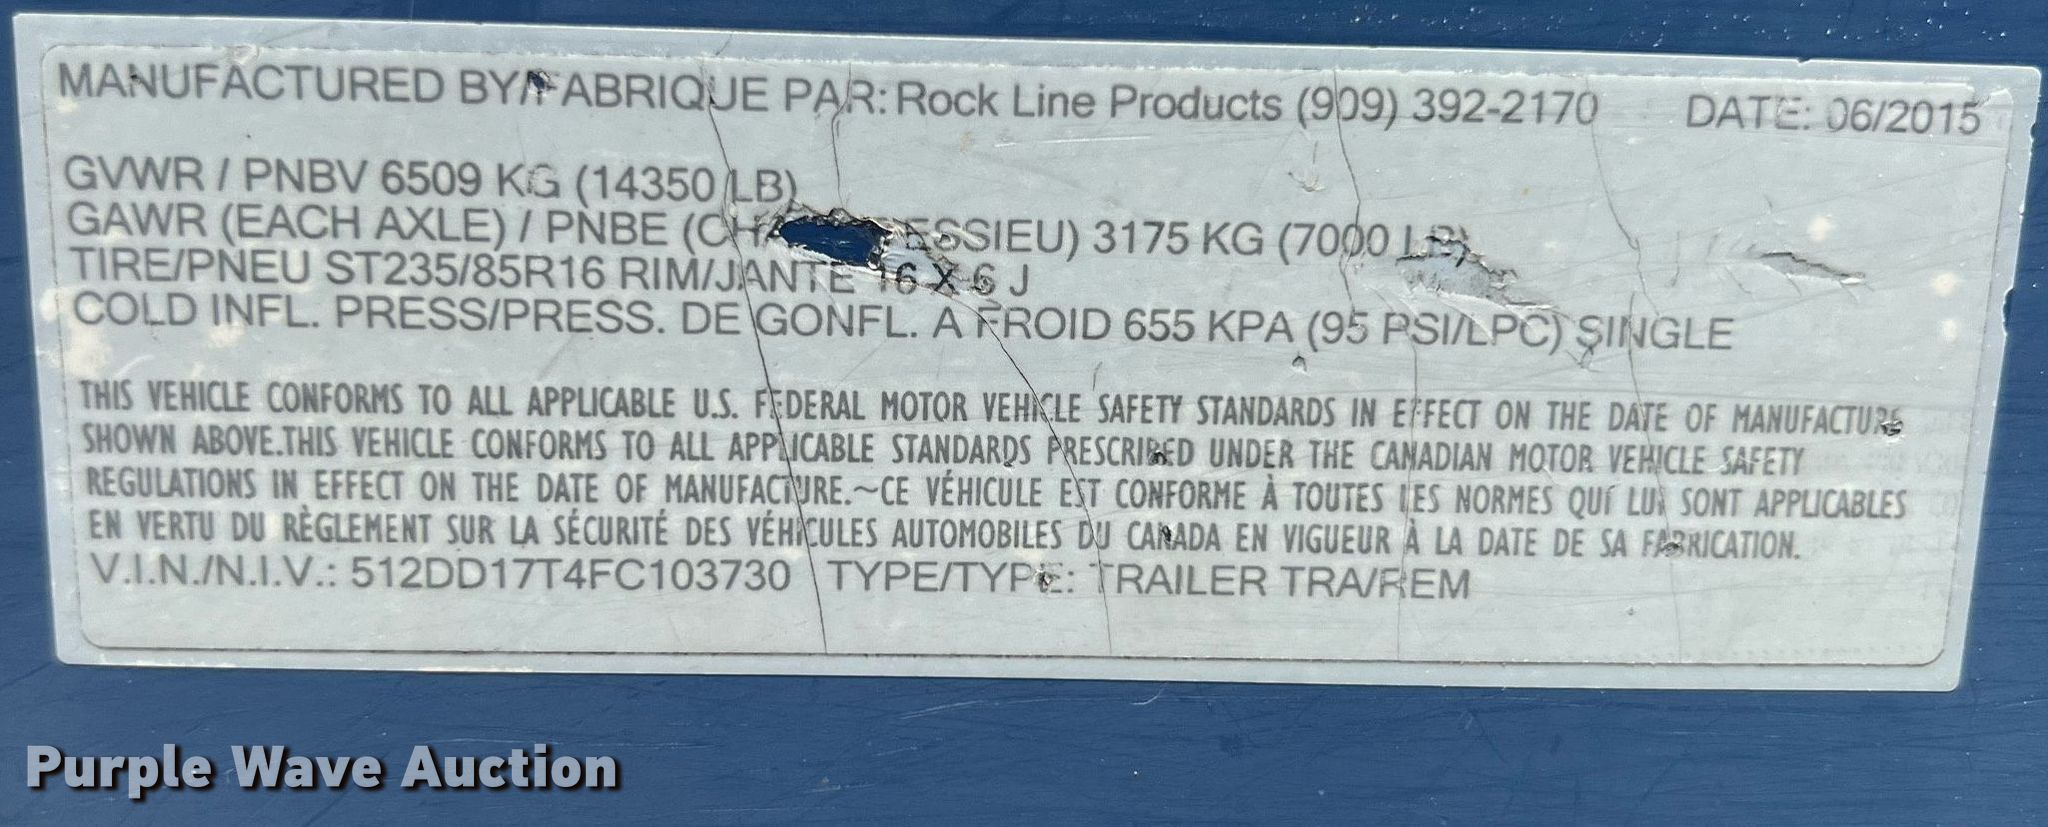 MANUFACTURED BY/FABRIQUE PAR: Rock Line Products (909) 392-2170 DATE: 06/2015
GVWR / PNBV 6509 KG (14350 LB)
GAWR (EACH AXLE) / PNBE ESSIEU) 3175 KG (7000 LB)
TIRE/PNEU ST235/85R16 RIM/JANTE 16 X 6 J
COLD INFL. PRESS/PRESS. DE GONFL. A FROID 655 KPA (95 PSI/LPC) SINGLE
THIS VEHICLE CONFORMS TO ALL APPLICABLE U.S. FEDERAL MOTOR VEHICLE SAFETY STANDARDS IN EFFECT ON THE DATE OF MANUFACTURE
SHOWN ABOVE.THIS VEHICLE CONFORMS TO ALL APPLICABLE STANDARDS PRESCRIBED UNDER THE CANADIAN MOTOR VEHICLE SAFETY
REGULATIONS IN EFFECT ON THE DATE OF MANUFACTURE.~CE VÉHICULE EST CONFORME À TOUTES LES NORMES QUI LUI SONT APPLICABLES
EN VERTU DU RÈGLEMENT SUR LA SÉCURITÉ DES VÉHICULES AUTOMOBILES DU CANADA EN VIGUEUR À LA DATE DE SA FABRICATION.
V.I.N./N.I.V.: 512DD17T4FC103730 TYPE/TYPE: TRAILER TRA/REM
Purple Wave Auction